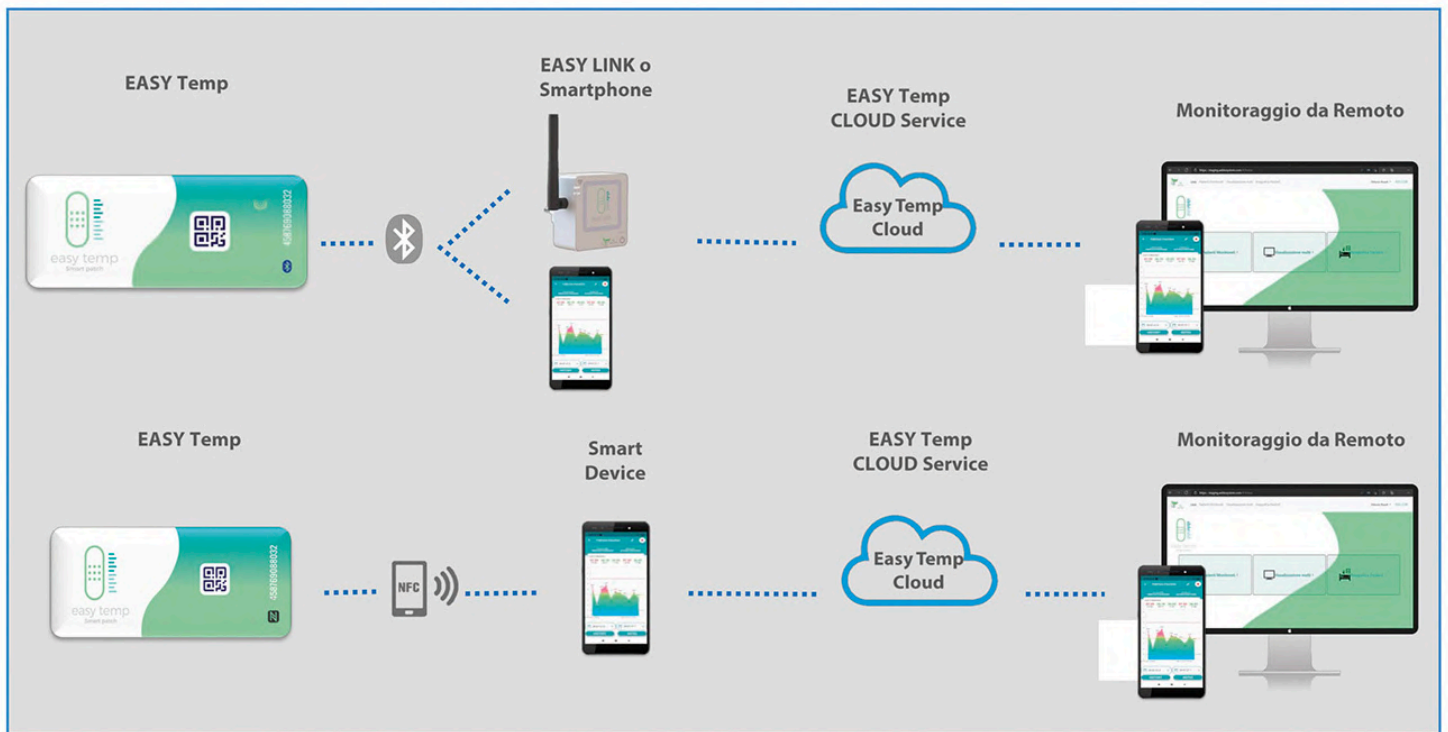 EASY Temp
EASY LINK o
Smartphone
EASY Temp
CLOUD Service
Monitoraggio da Remoto
easy temp
Smart patch
458769088032
Easy Temp
Cloud
EASY Temp
Smart
Device
EASY Temp
CLOUD Service
Monitoraggio da Remoto
easy temp
Smart patch
458769088032
NFC
Easy Temp
Cloud